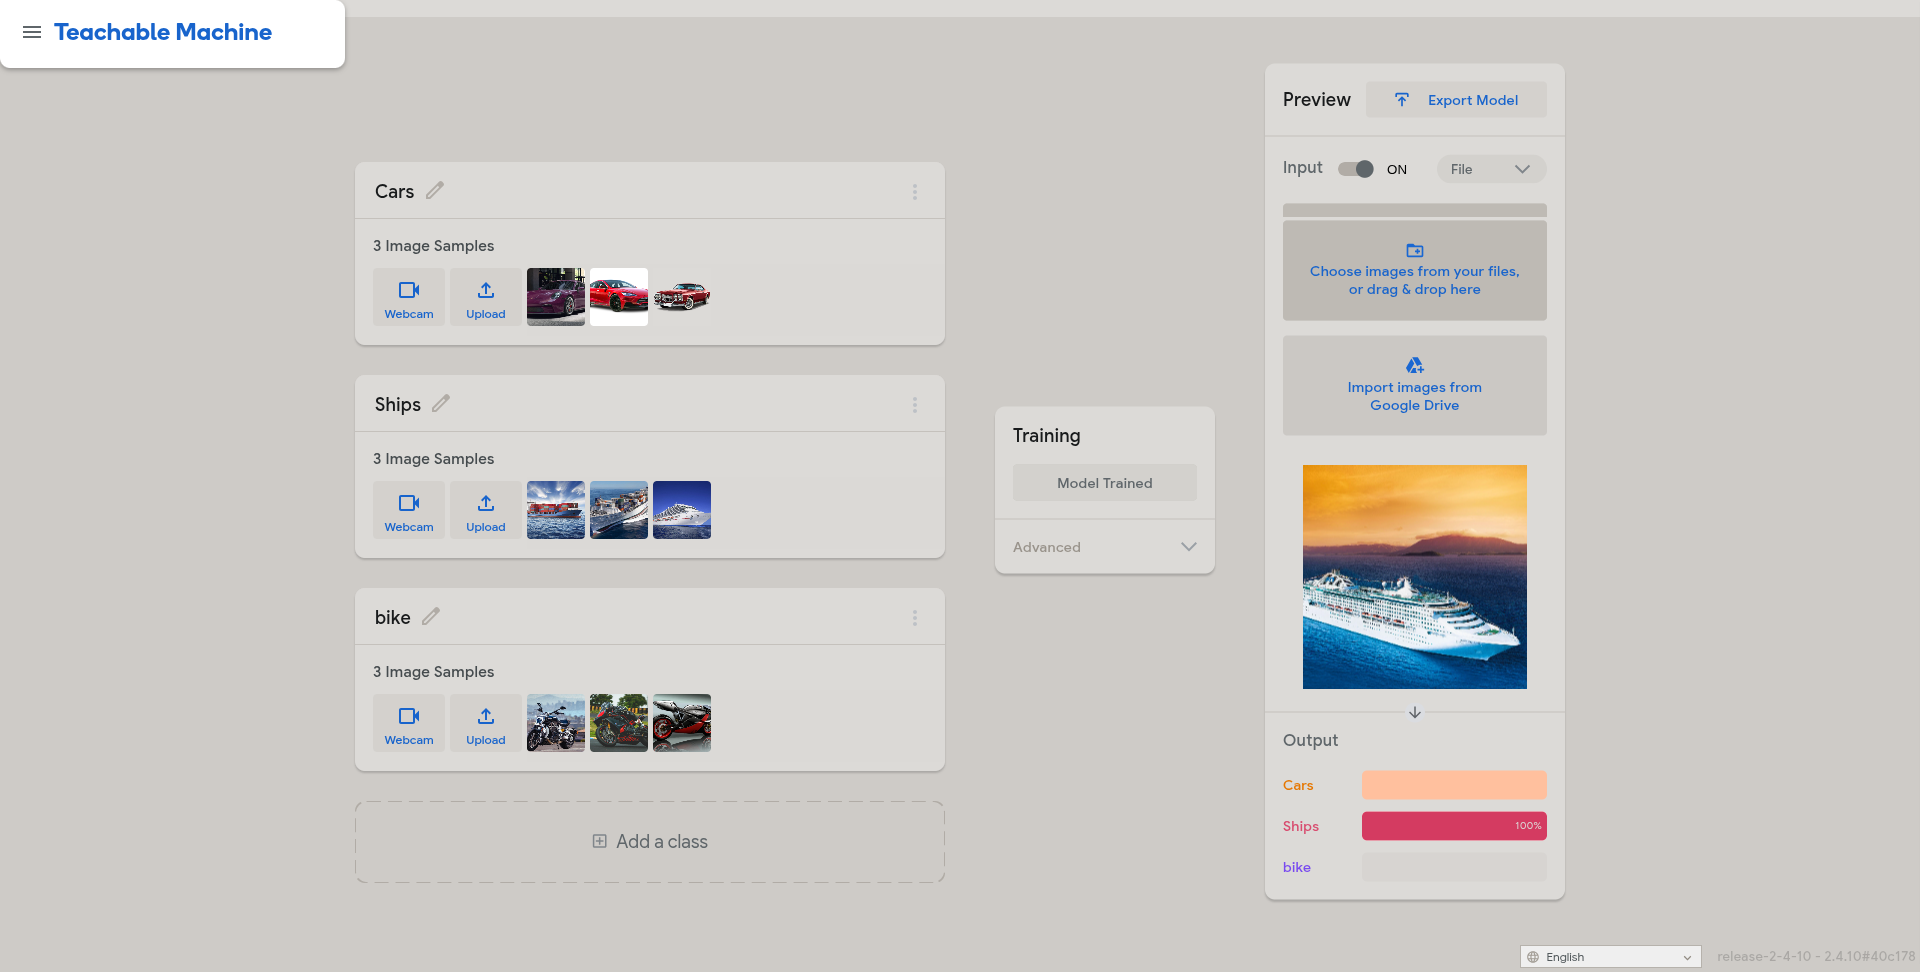 Teachable Machine
Preview
Export Model
Input
ON
File
Choose images from your files,
or drag & drop here
Import images from
Google Drive
Cars
3 Image Samples
Webcam
Upload
Ships
3 Image Samples
Webcam
Upload
bike
3 Image Samples
Webcam
Upload
Add a class
Training
Model Trained
Advanced
Output
Cars
Ships
100%
bike
English
release-2-4-10 - 2.4.10#40c178